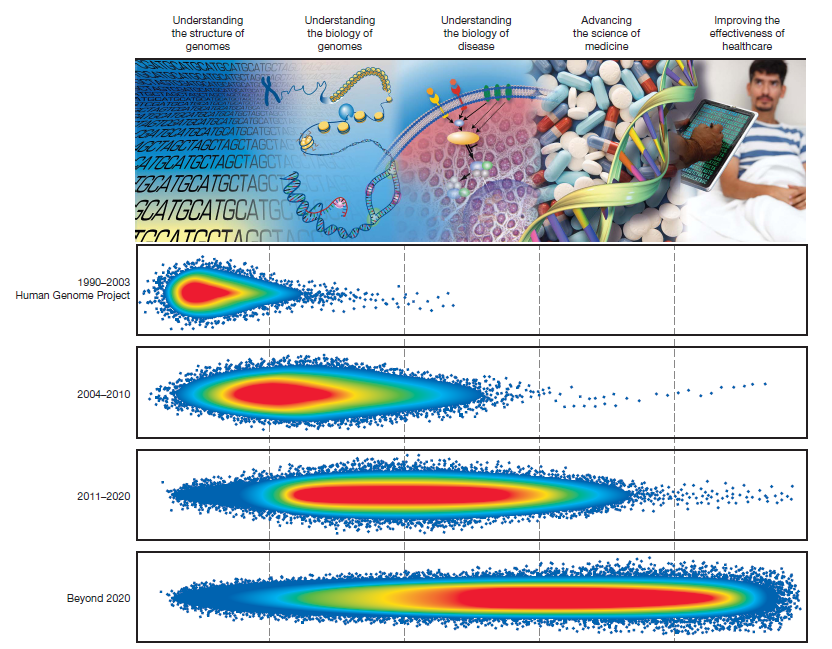 Understanding
the structure of
genomes
Understanding
the biology of
genomes
Understanding
the biology of
disease
Advancing
the science of
medicine
Improving the
effectiveness of
healthcare
1990–2003
Human Genome Project
2004–2010
2011–2020
Beyond 2020